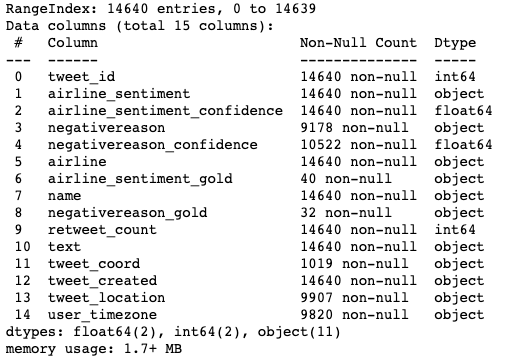 RangeIndex: 14640 entries, 0 to 14639
Data columns (total 15 columns):
 #   Column                        Non-Null Count  Dtype
---  ------                        --------------  -----
 0   tweet_id                      14640 non-null  int64
 1   airline_sentiment             14640 non-null  object
 2   airline_sentiment_confidence  14640 non-null  float64
 3   negativereason                9178 non-null   object
 4   negativereason_confidence     10522 non-null  float64
 5   airline                       14640 non-null  object
 6   airline_sentiment_gold        40 non-null     object
 7   name                          14640 non-null  object
 8   negativereason_gold           32 non-null     object
 9   retweet_count                 14640 non-null  int64
 10  text                          14640 non-null  object
 11  tweet_coord                   1019 non-null   object
 12  tweet_created                 14640 non-null  object
 13  tweet_location                9907 non-null   object
 14  user_timezone                 9820 non-null   object
dtypes: float64(2), int64(2), object(11)
memory usage: 1.7+ MB